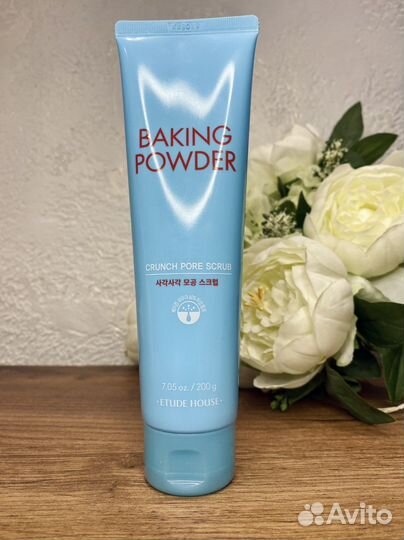 BAKING
POWDER
CRUNCH PORE SCRUB
사각사각 모공 스크럽
7.05 oz. / 200 g
·ETUDE HOUSE·
Avito